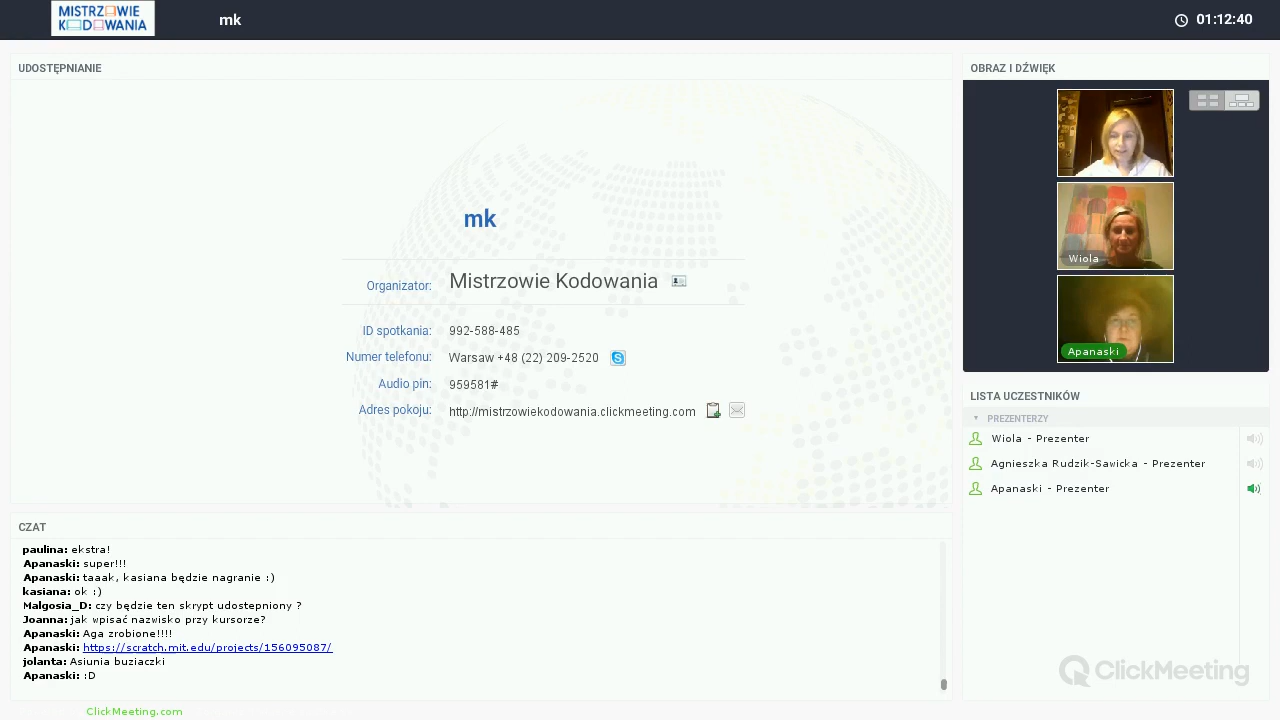 MISTRZOWIE
KODOWANIA
mk
01:12:40
UDOSTĘPNIANIE
mk
Organizator: Mistrzowie Kodowania
ID spotkania: 992-588-485
Numer telefonu: Warsaw +48 (22) 209-2520
Audio pin: 959581#
Adres pokoju: http://mistrzowiekodowania.clickmeeting.com
CZAT
paulina: ekstra!
Apanaski: super!!!
Apanaski: taaak, kasiana będzie nagranie :)
kasiana: ok :)
Malgosia_D: czy będzie ten skrypt udostepniony ?
Joanna: jak wpisać nazwisko przy kursorze?
Apanaski: Aga zrobione!!!!
Apanaski: https://scratch.mit.edu/projects/156095087/
jolanta: Asiunia buziaczki
Apanaski: :D
ClickMeeting.com
OBRAZ I DŹWIĘK
Wiola
Apanaski
LISTA UCZESTNIKÓW
PREZENTERZY
Wiola - Prezenter
Agnieszka Rudzik-Sawicka - Prezenter
Apanaski - Prezenter
ClickMeeting